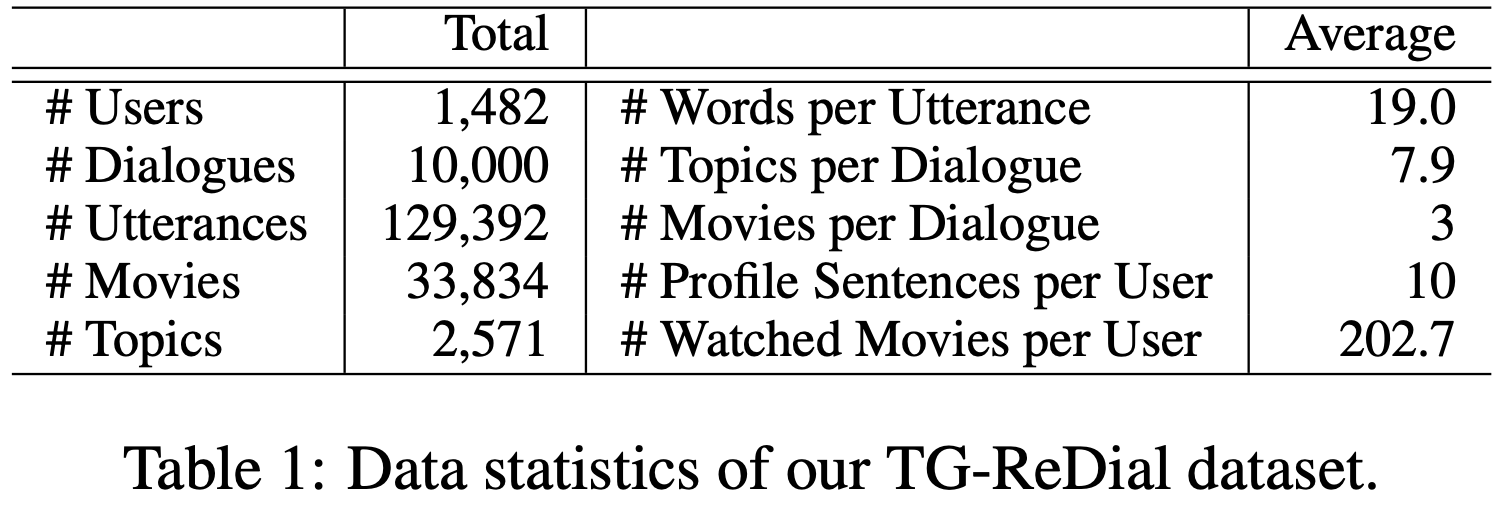 Total Average
# Users 1,482 # Words per Utterance 19.0
# Dialogues 10,000 # Topics per Dialogue 7.9
# Utterances 129,392 # Movies per Dialogue 3
# Movies 33,834 # Profile Sentences per User 10
# Topics 2,571 # Watched Movies per User 202.7
Table 1: Data statistics of our TG-ReDial dataset.